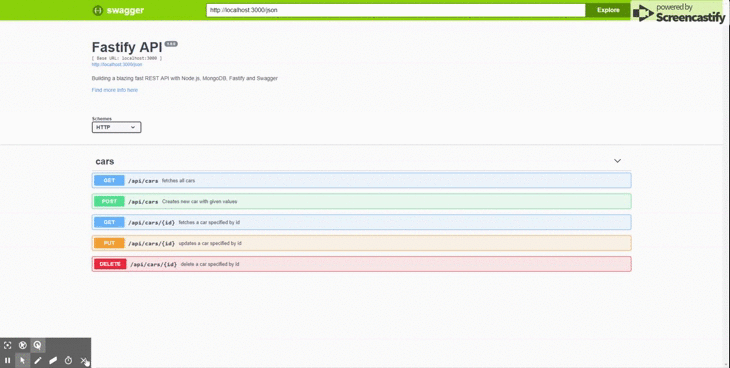 swagger
http://localhost:3000/json
Explore
powered by
Screencastify
Fastify API
[ Base URL: localhost:3000 ]
http://localhost:3000/json
Building a blazing fast REST API with Node.js, MongoDB, Fastify and Swagger
Find more info here
Schemes
HTTP
cars
GET /api/cars fetches all cars
POST /api/cars Creates new car with given values
GET /api/cars/{id} fetches a car specified by id
PUT /api/cars/{id} updates a car specified by id
DELETE /api/cars/{id} delete a car specified by id